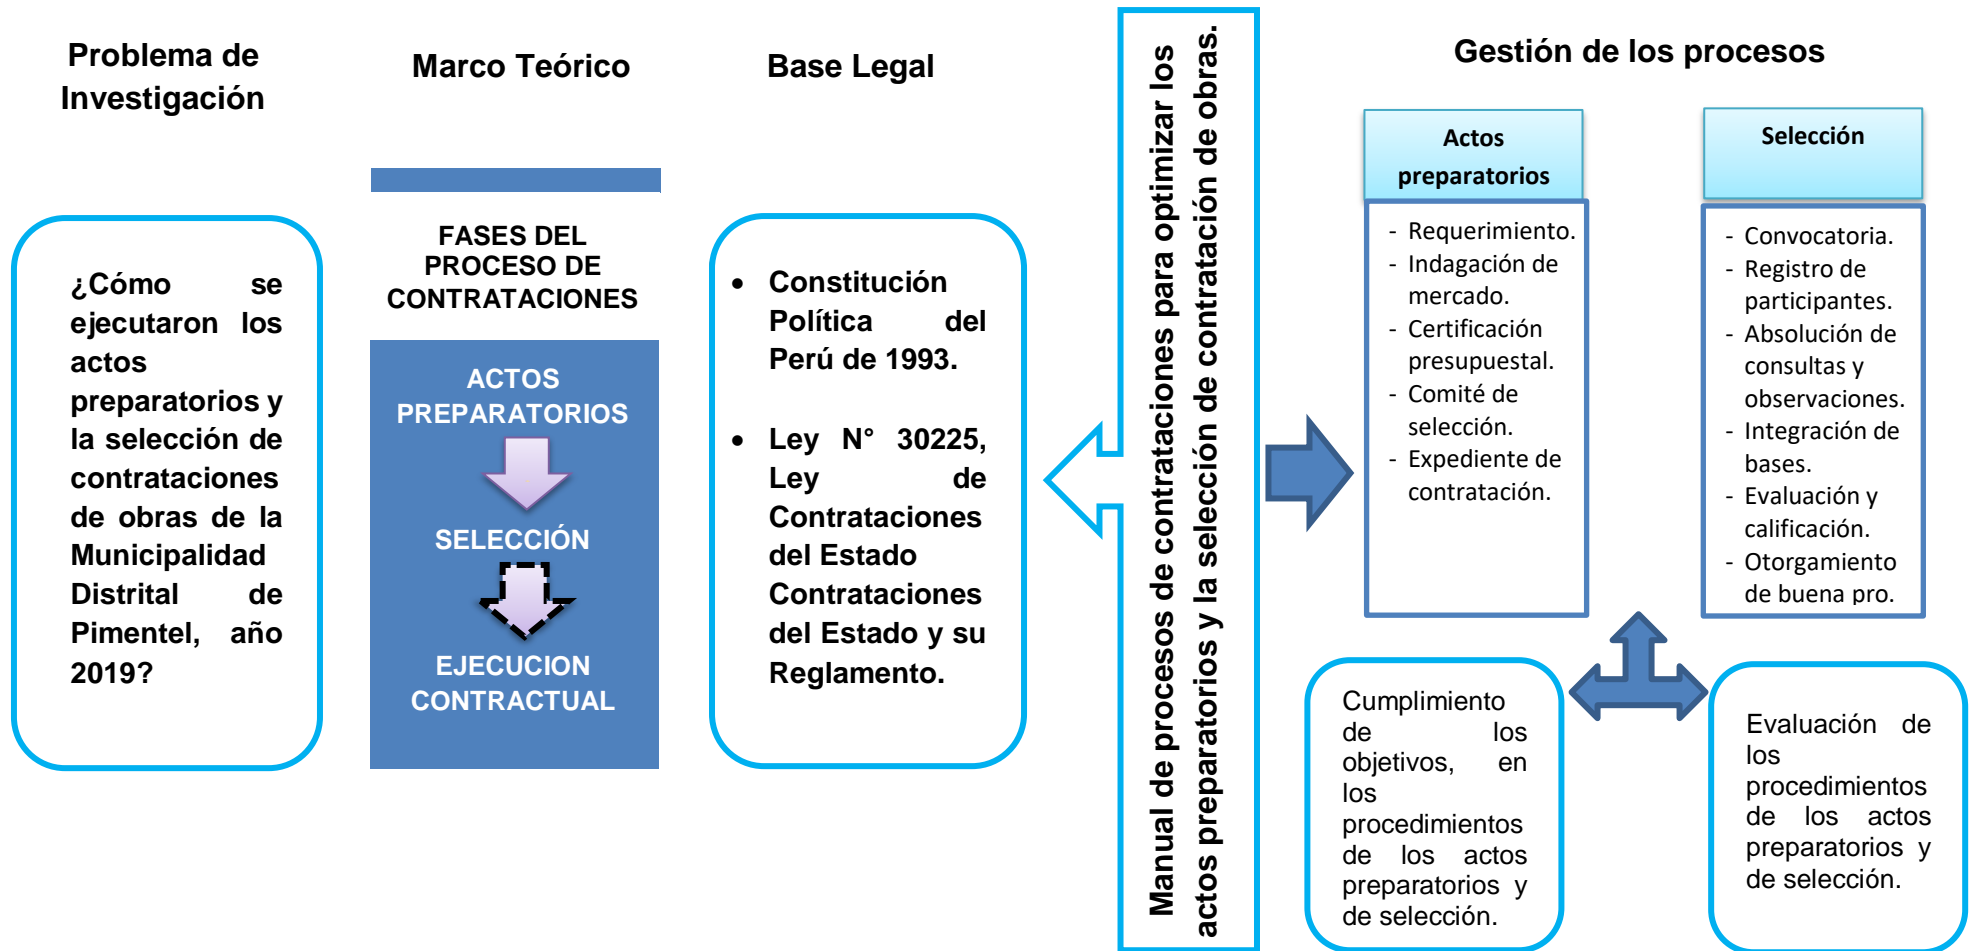 Problema de
Investigación
¿Cómo se
ejecutaron los
actos
preparatorios y
la selección de
contrataciones
de obras de la
Municipalidad
Distrital de
Pimentel, año
2019?
Marco Teórico
FASES DEL
PROCESO DE
CONTRATACIONES
ACTOS
PREPARATORIOS
SELECCIÓN
EJECUCION
CONTRACTUAL
Base Legal
• Constitución
Política del
Perú de 1993.
• Ley N° 30225,
Ley de
Contrataciones
del Estado
Contrataciones
del Estado y su
Reglamento.
Manual de procesos de contrataciones para optimizar los
actos preparatorios y la selección de contratación de obras.
Gestión de los procesos
Actos
preparatorios
- Requerimiento.
- Indagación de
mercado.
- Certificación
presupuestal.
- Comité de
selección.
- Expediente de
contratación.
Selección
- Convocatoria.
- Registro de
participantes.
- Absolución de
consultas y
observaciones.
- Integración de
bases.
- Evaluación y
calificación.
- Otorgamiento
de buena pro.
Cumplimiento
de los
objetivos, en
los
procedimientos
de los actos
preparatorios y
de selección.
Evaluación de
los
procedimientos
de los actos
preparatorios y
de selección.